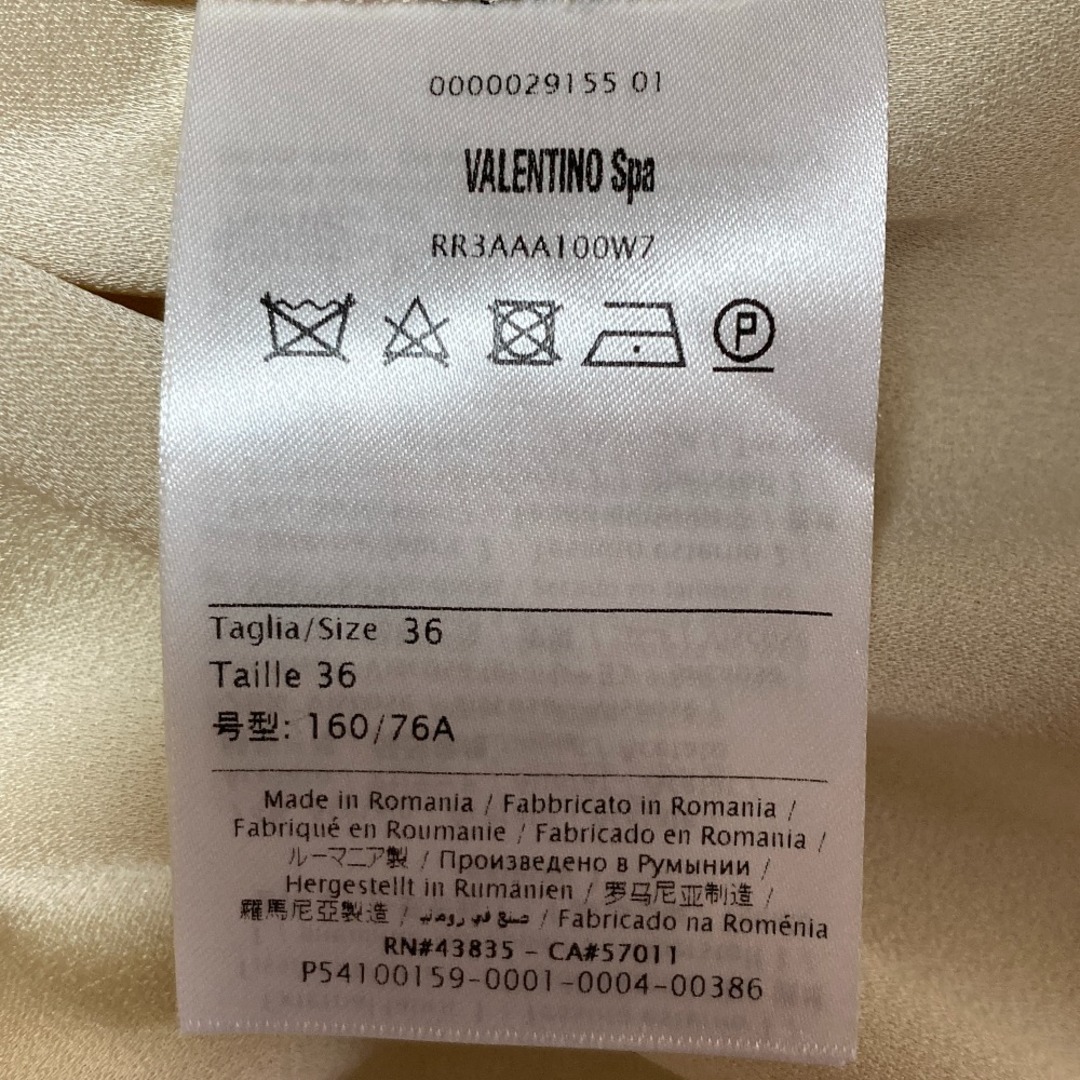 0000029155 01
VALENTINO Spa
RR3AAA100W7
P
Taglia/Size 36
Taille 36
号型: 160/76A
Made in Romania / Fabbricato in Romania /
Fabriqué en Roumanie / Fabricado en Romania /
ルーマニア製 / Произведено в Румынии /
Hergestellt in Rumänien / 罗马尼亚制造 /
羅馬尼亞製造 / صنع في / Fabricado na Roménia
RN#43835 - CA#57011
P54100159-0001-0004-00386